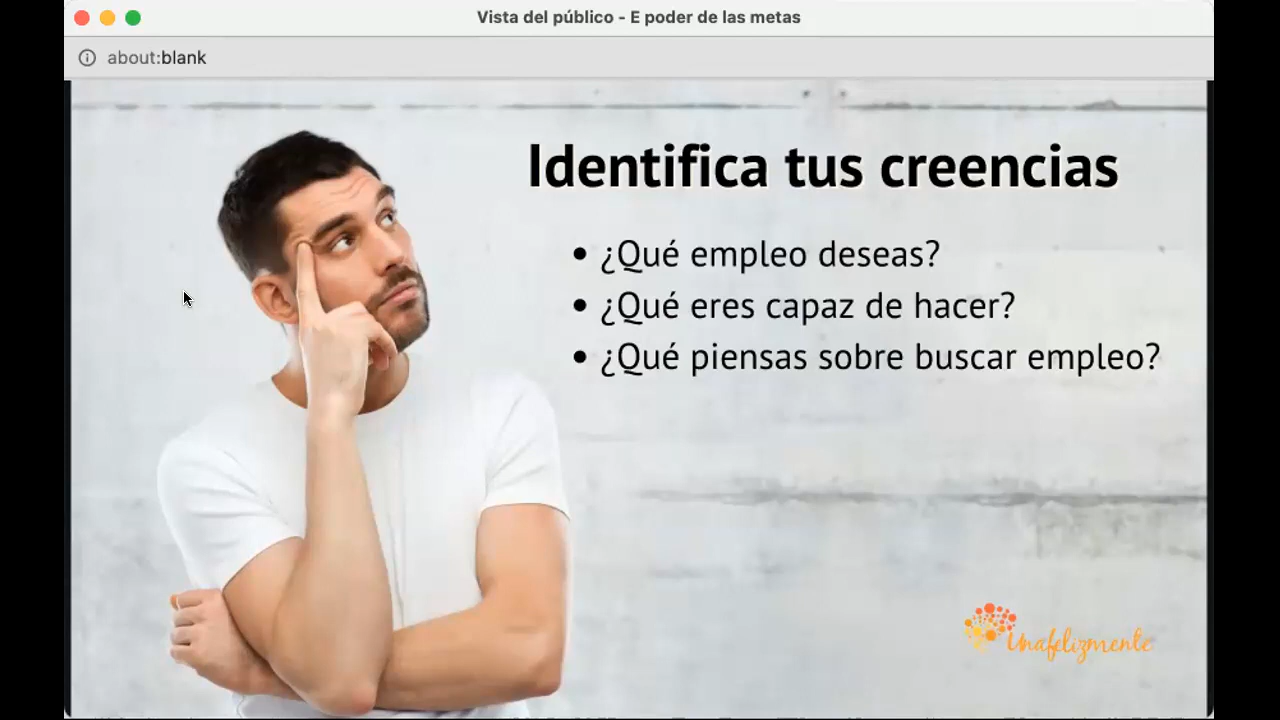 Vista del público - E poder de las metas
about:blank
Identifica tus creencias
• ¿Qué empleo deseas?
• ¿Qué eres capaz de hacer?
• ¿Qué piensas sobre buscar empleo?
Unafelizmente